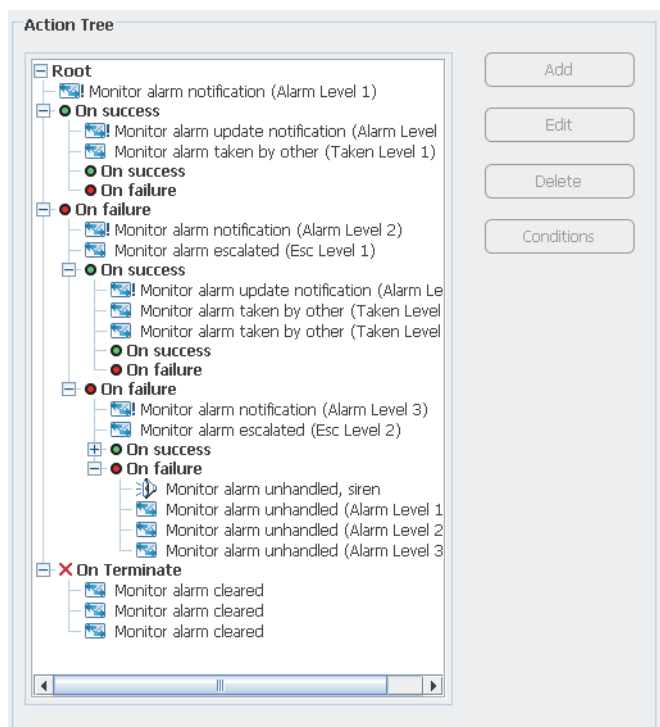 Action Tree
Root
Monitor alarm notification (Alarm Level 1)
On success
Monitor alarm update notification (Alarm Level
Monitor alarm taken by other (Taken Level 1)
On success
On failure
On failure
Monitor alarm notification (Alarm Level 2)
Monitor alarm escalated (Esc Level 1)
On success
Monitor alarm update notification (Alarm Le
Monitor alarm taken by other (Taken Level
Monitor alarm taken by other (Taken Level
On success
On failure
On failure
Monitor alarm notification (Alarm Level 3)
Monitor alarm escalated (Esc Level 2)
On success
On failure
Monitor alarm unhandled, siren
Monitor alarm unhandled (Alarm Level 1
Monitor alarm unhandled (Alarm Level 2
Monitor alarm unhandled (Alarm Level 3
On Terminate
Monitor alarm cleared
Monitor alarm cleared
Monitor alarm cleared
Add
Edit
Delete
Conditions